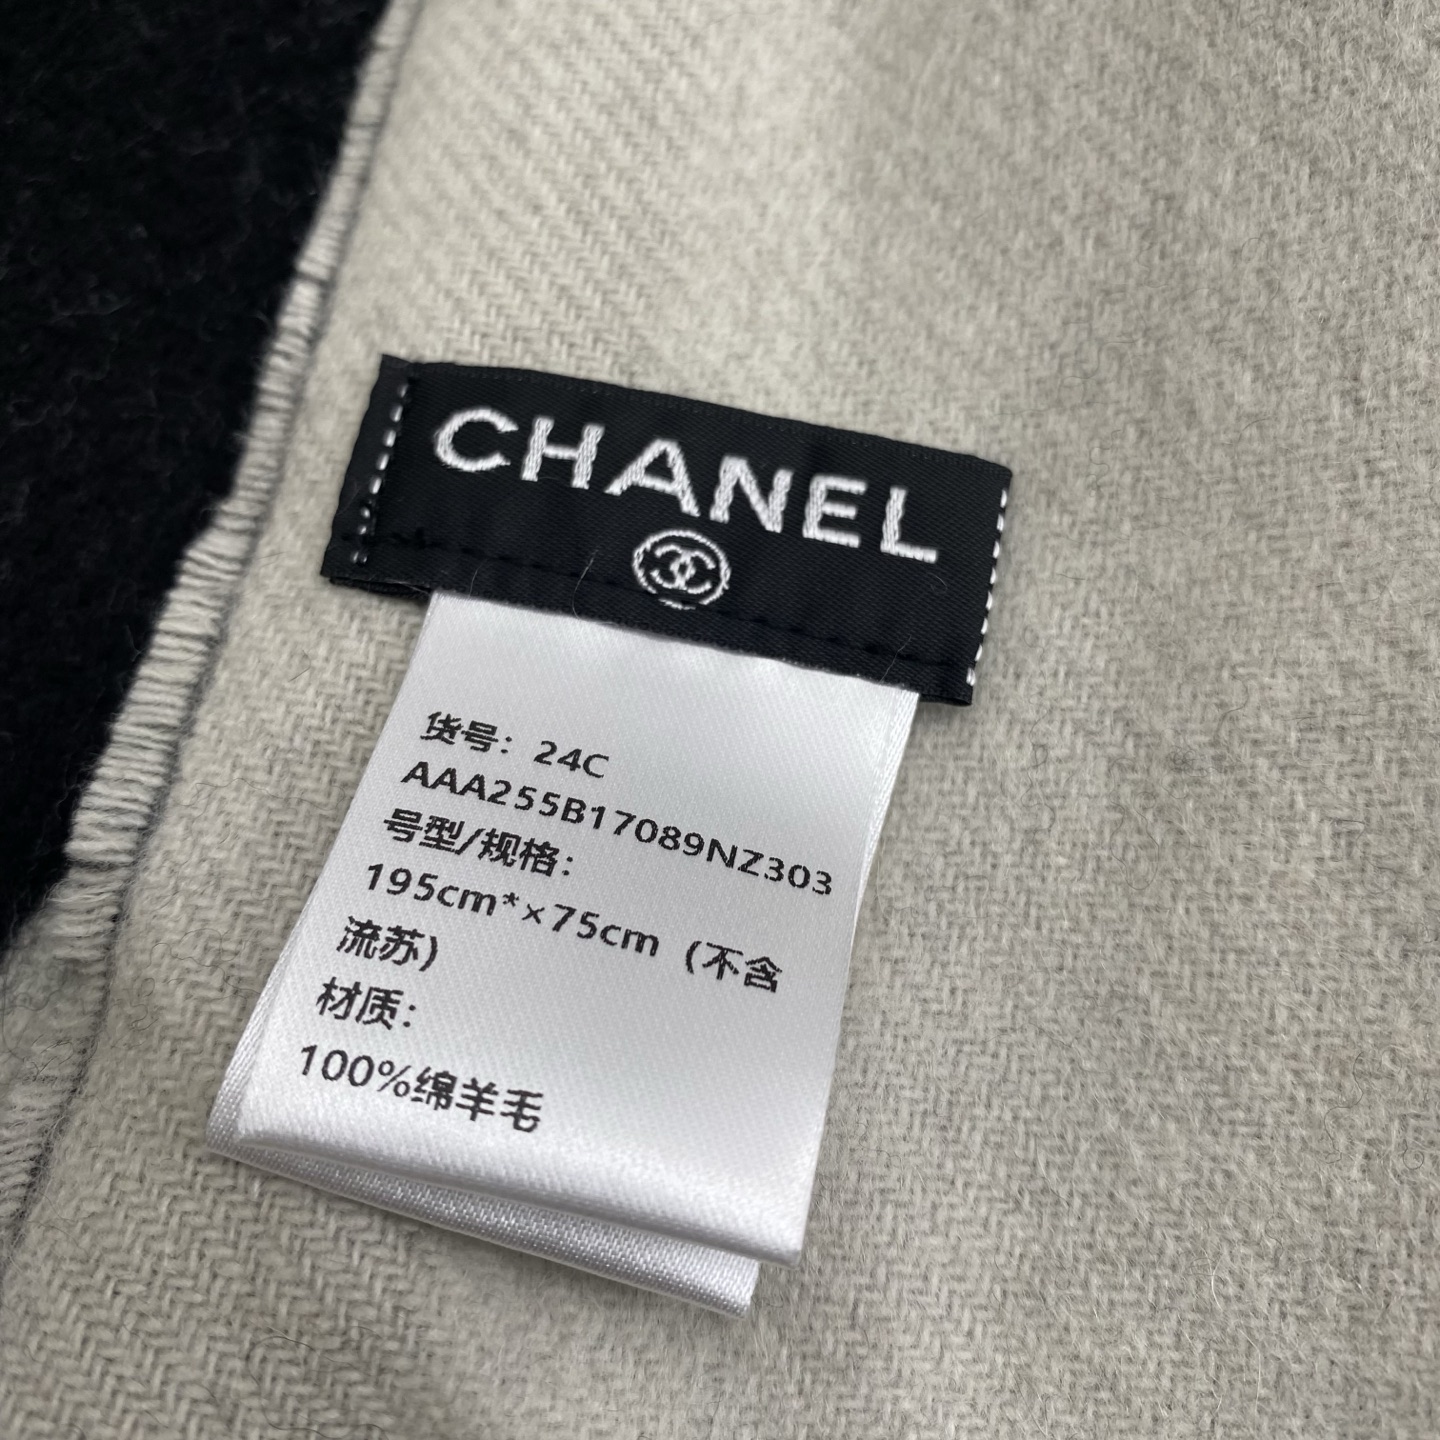 CHANEL
货号：24C
AAA255B17089NZ303
号型/规格：
195cm*×75cm（不含
流苏）
材质：
100%绵羊毛